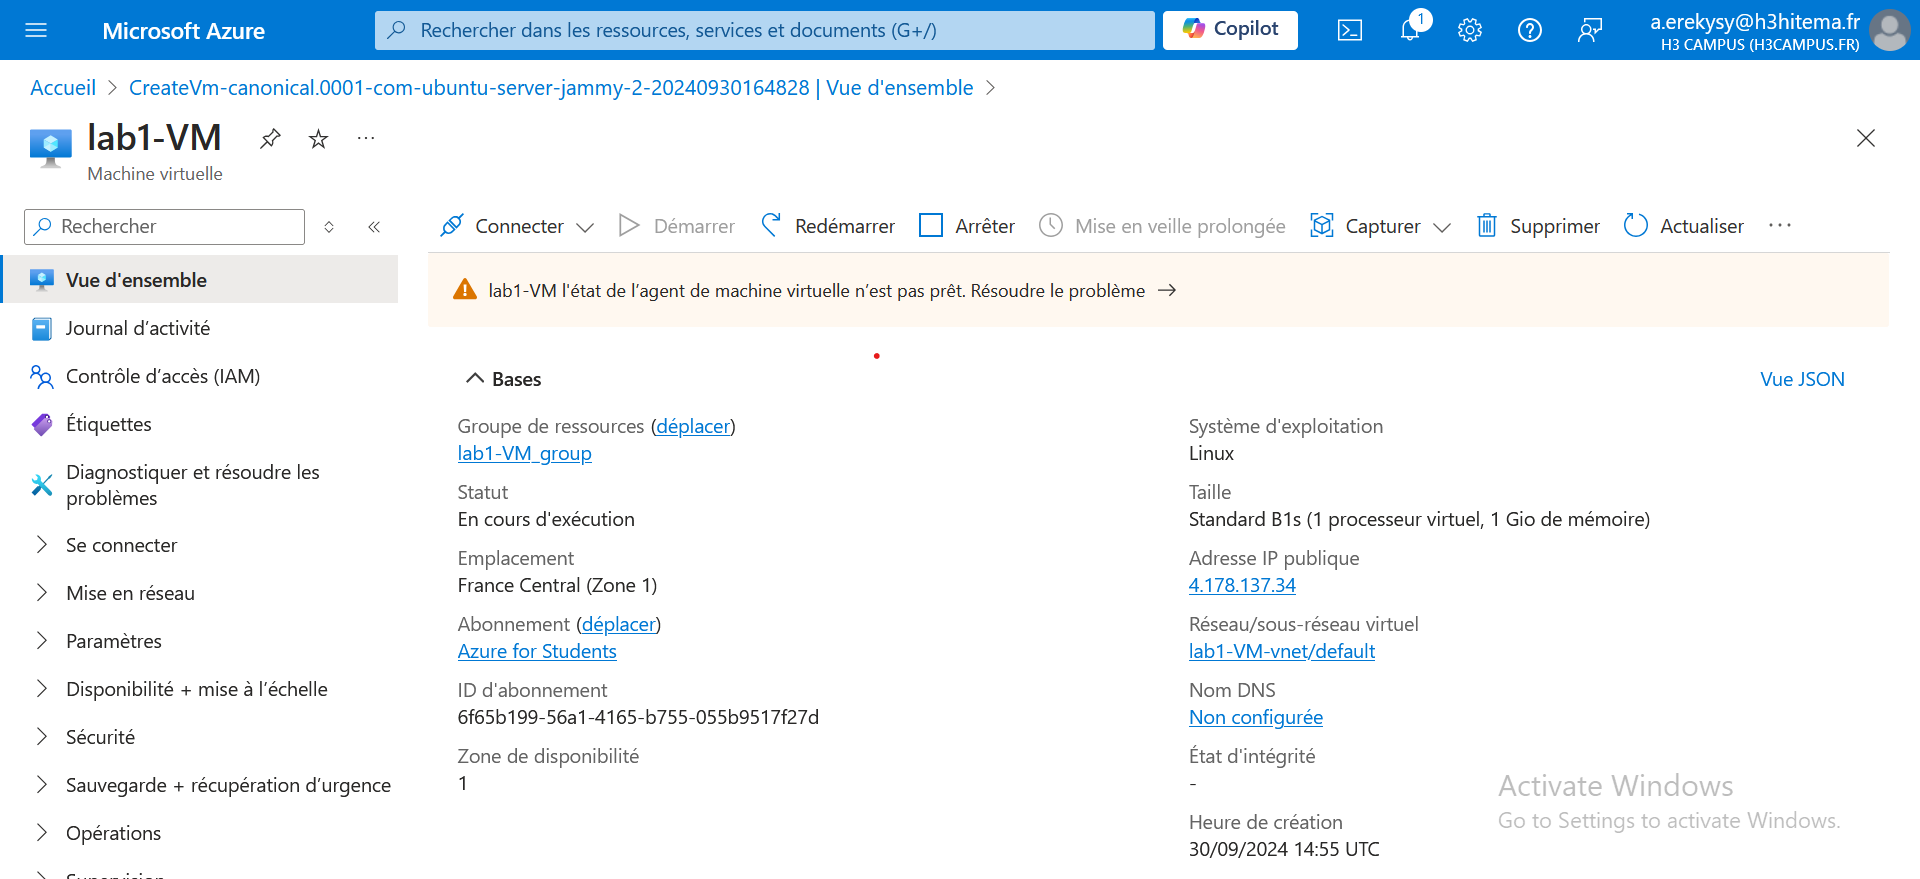 Microsoft Azure
Rechercher dans les ressources, services et documents (G+/)
Copilot
1
a.erekysy@h3hitema.fr
H3 CAMPUS (H3CAMPUS.FR)
Accueil > CreateVm-canonical.0001-com-ubuntu-server-jammy-2-20240930164828 | Vue d'ensemble >
lab1-VM
...
Machine virtuelle
Rechercher
Connecter
Démarrer
Redémarrer
Arrêter
Mise en veille prolongée
Capturer
Supprimer
Actualiser
...
Vue d'ensemble
Journal d’activité
Contrôle d’accès (IAM)
Étiquettes
Diagnostiquer et résoudre les
problèmes
Se connecter
Mise en réseau
Paramètres
Disponibilité + mise à l’échelle
Sécurité
Sauvegarde + récupération d’urgence
Opérations
Supervision
lab1-VM l'état de l’agent de machine virtuelle n’est pas prêt. Résoudre le problème →
Bases
Vue JSON
Groupe de ressources (déplacer)
lab1-VM_group
Statut
En cours d'exécution
Emplacement
France Central (Zone 1)
Abonnement (déplacer)
Azure for Students
ID d'abonnement
6f65b199-56a1-4165-b755-055b9517f27d
Zone de disponibilité
1
Système d'exploitation
Linux
Taille
Standard B1s (1 processeur virtuel, 1 Gio de mémoire)
Adresse IP publique
4.178.137.34
Réseau/sous-réseau virtuel
lab1-VM-vnet/default
Nom DNS
Non configurée
État d'intégrité
-
Heure de création
30/09/2024 14:55 UTC
Activate Windows
Go to Settings to activate Windows.